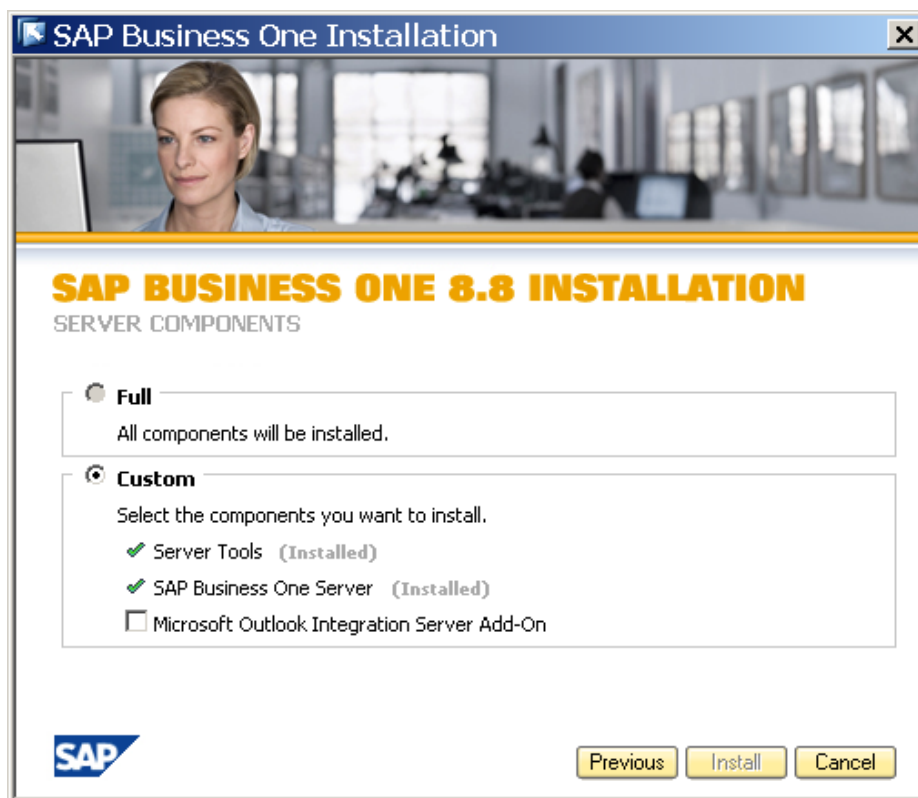 SAP Business One Installation
SAP BUSINESS ONE 8.8 INSTALLATION
SERVER COMPONENTS
Full
All components will be installed.
Custom
Select the components you want to install.
Server Tools (Installed)
SAP Business One Server (Installed)
Microsoft Outlook Integration Server Add-On
SAP
Previous Install Cancel